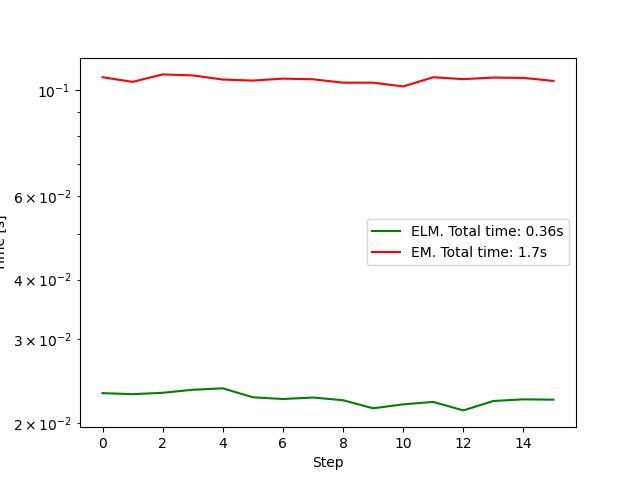 10⁻¹
6 × 10⁻²
4 × 10⁻²
3 × 10⁻²
2 × 10⁻²
ELM. Total time: 0.36s
EM. Total time: 1.7s
0 2 4 6 8 10 12 14
Step